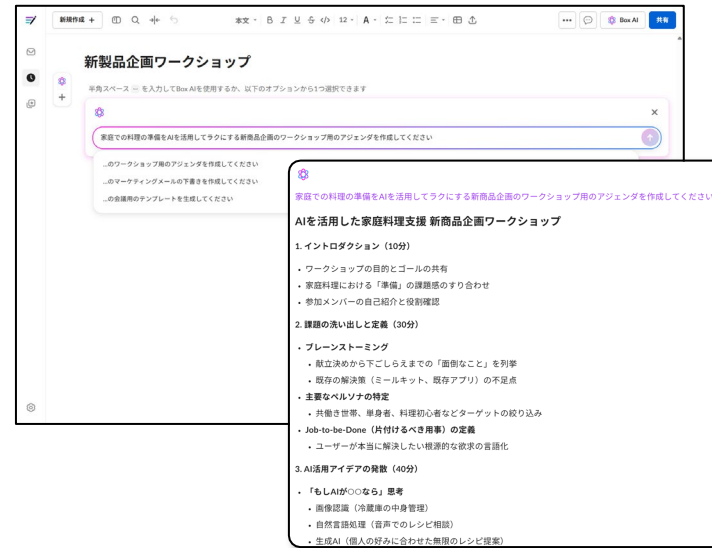 新規作成 +
本文
B I U S </> 12 A
Box AI
共有
新製品企画ワークショップ
半角スペース を入力してBox AIを使用するか、以下のオプションから1つ選択できます
家庭での料理の準備をAIを活用してラクにする新商品企画のワークショップ用のアジェンダを作成してください
...のワークショップ用のアジェンダを作成してください
...のマーケティングメールの下書きを作成してください
...の会議用のテンプレートを生成してください
家庭での料理の準備をAIを活用してラクにする新商品企画のワークショップ用のアジェンダを作成してください
AIを活用した家庭料理支援 新商品企画ワークショップ
1. イントロダクション（10分）
• ワークショップの目的とゴールの共有
• 家庭料理における「準備」の課題感のすり合わせ
• 参加メンバーの自己紹介と役割確認
2. 課題の洗い出しと定義（30分）
• ブレーンストーミング
• 献立決めから下ごしらえまでの「面倒なこと」を列挙
• 既存の解決策（ミールキット、既存アプリ）の不足点
• 主要なペルソナの特定
• 共働き世帯、単身者、料理初心者などターゲットの絞り込み
• Job-to-be-Done（片付けるべき用事）の定義
• ユーザーが本当に解決したい根源的な欲求の言語化
3. AI活用アイデアの発散（40分）
• 「もしAIが○○なら」思考
• 画像認識（冷蔵庫の中身管理）
• 自然言語処理（音声でのレシピ相談）
• 生成AI（個人の好みに合わせた無限のレシピ提案）